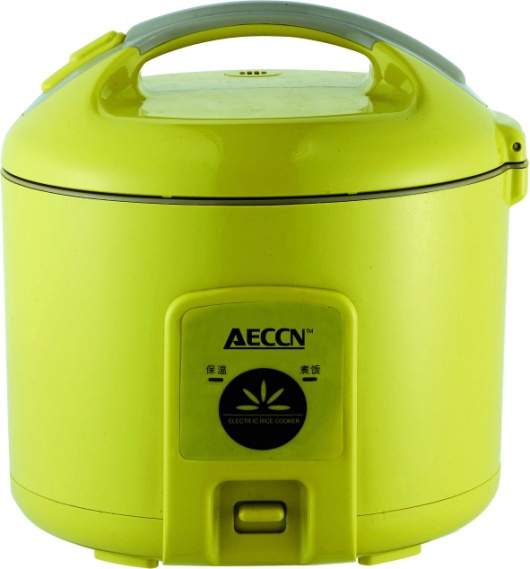 AECCN™
保温 煮饭
ELECTRIC RICE COOKER